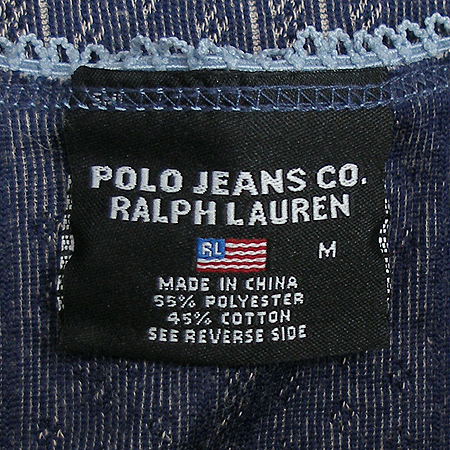 POLO JEANS CO.
RALPH LAUREN
RL
M
MADE IN CHINA
55% POLYESTER
45% COTTON
SEE REVERSE SIDE